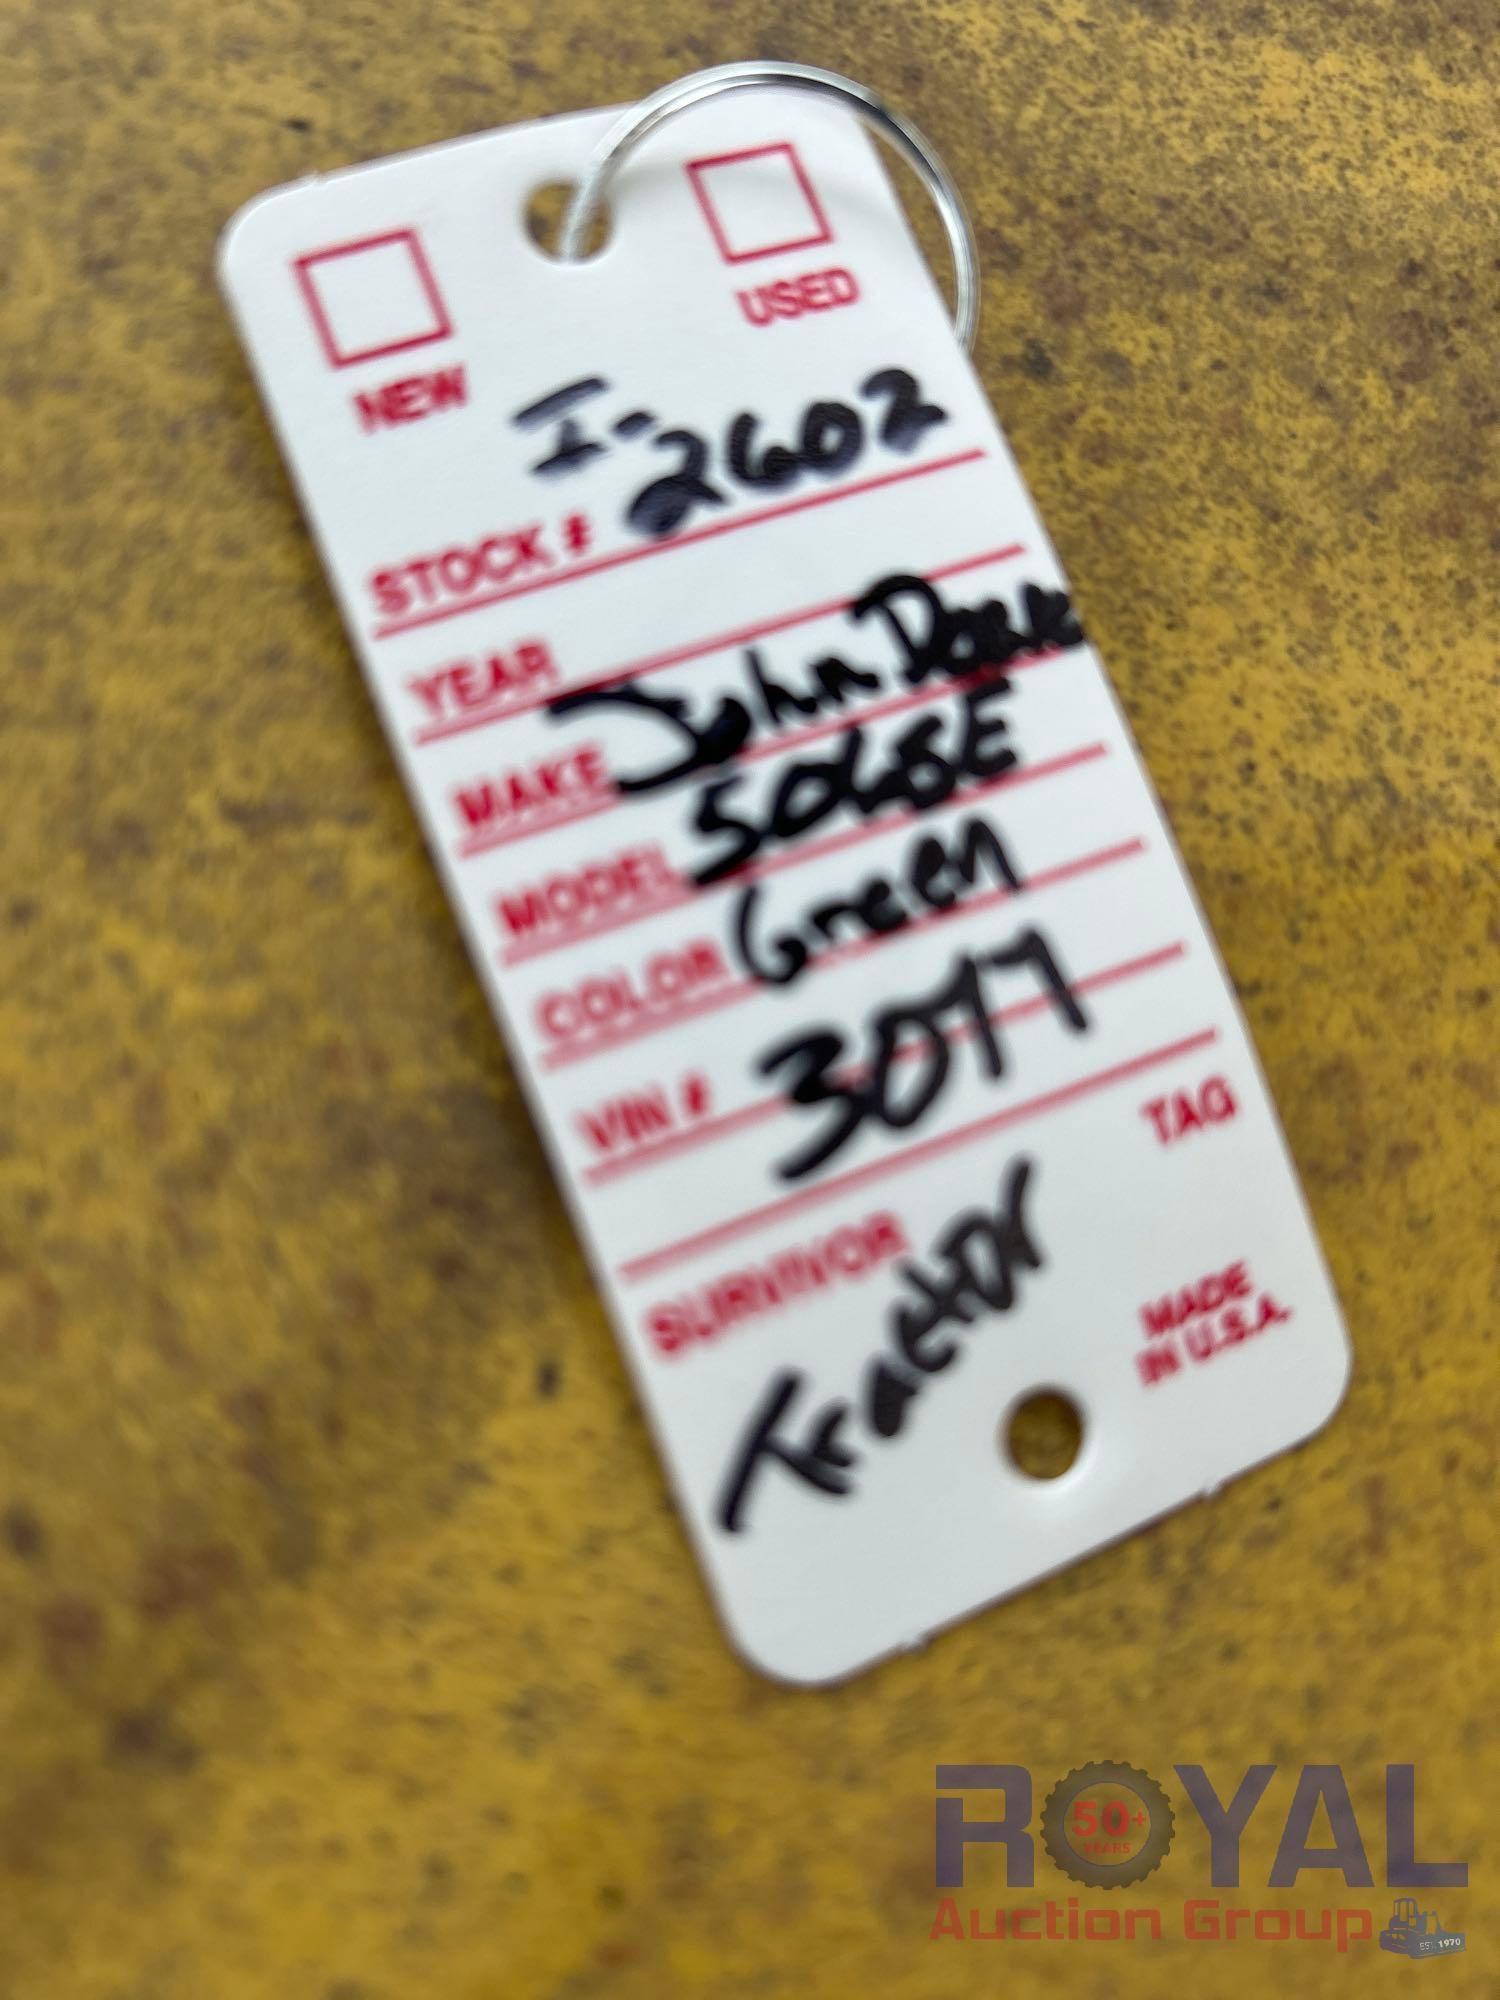 NEW
USED
I-2602
STOCK #
YEAR
MAKE John Deere
MODEL 5065E
COLOR Green
VIN # 3077
TAG
SURVIVOR
Tractor
MADE
IN U.S.A.
ROYAL
50+
YEARS
Auction Group
EST. 1970